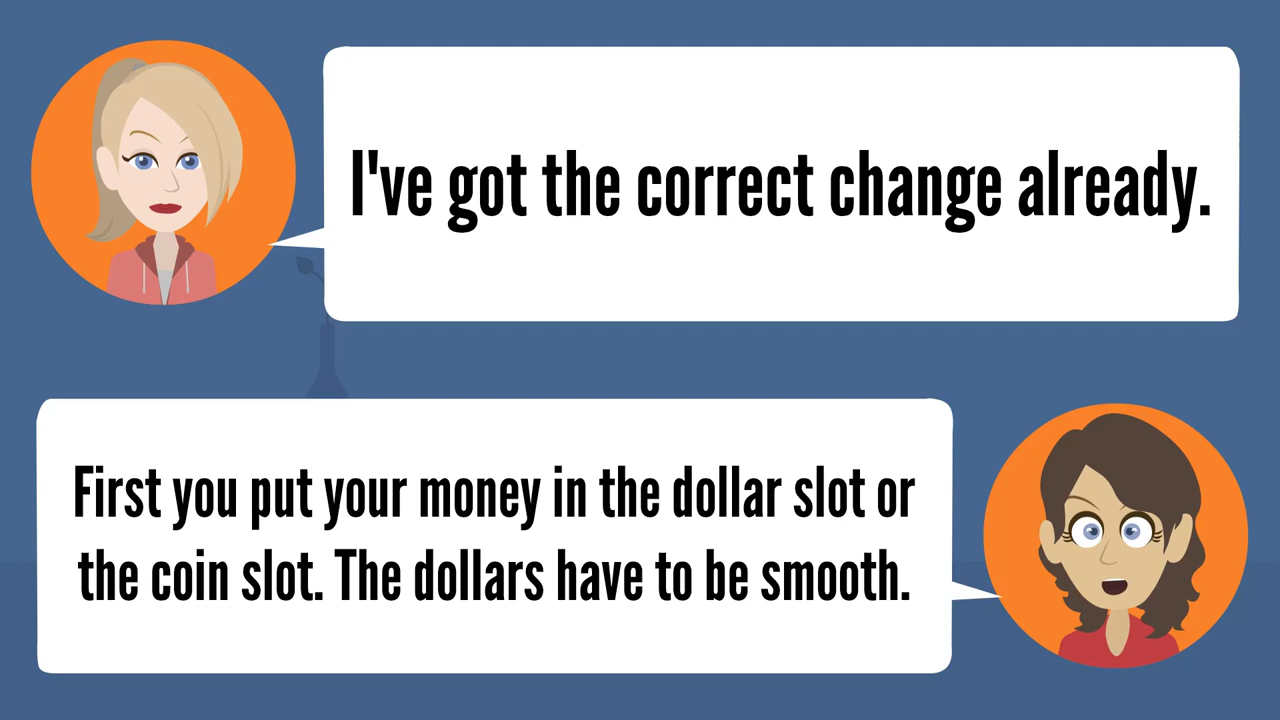 I've got the correct change already.
First you put your money in the dollar slot or
the coin slot. The dollars have to be smooth.